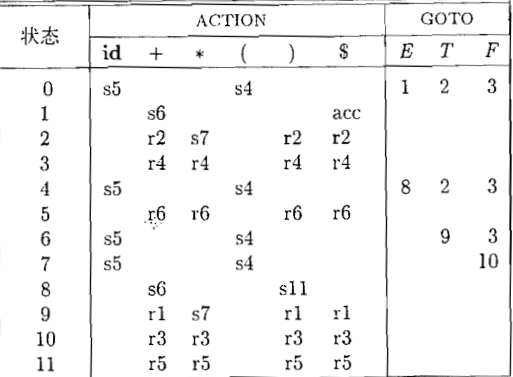 状态 ACTION GOTO
id + * ( ) $ E T F
0 s5 s4 1 2 3
1 s6 acc
2 r2 s7 r2 r2
3 r4 r4 r4 r4
4 s5 s4 8 2 3
5 r6 r6 r6 r6
6 s5 s4 9 3
7 s5 s4 10
8 s6 s11
9 r1 s7 r1 r1
10 r3 r3 r3 r3
11 r5 r5 r5 r5